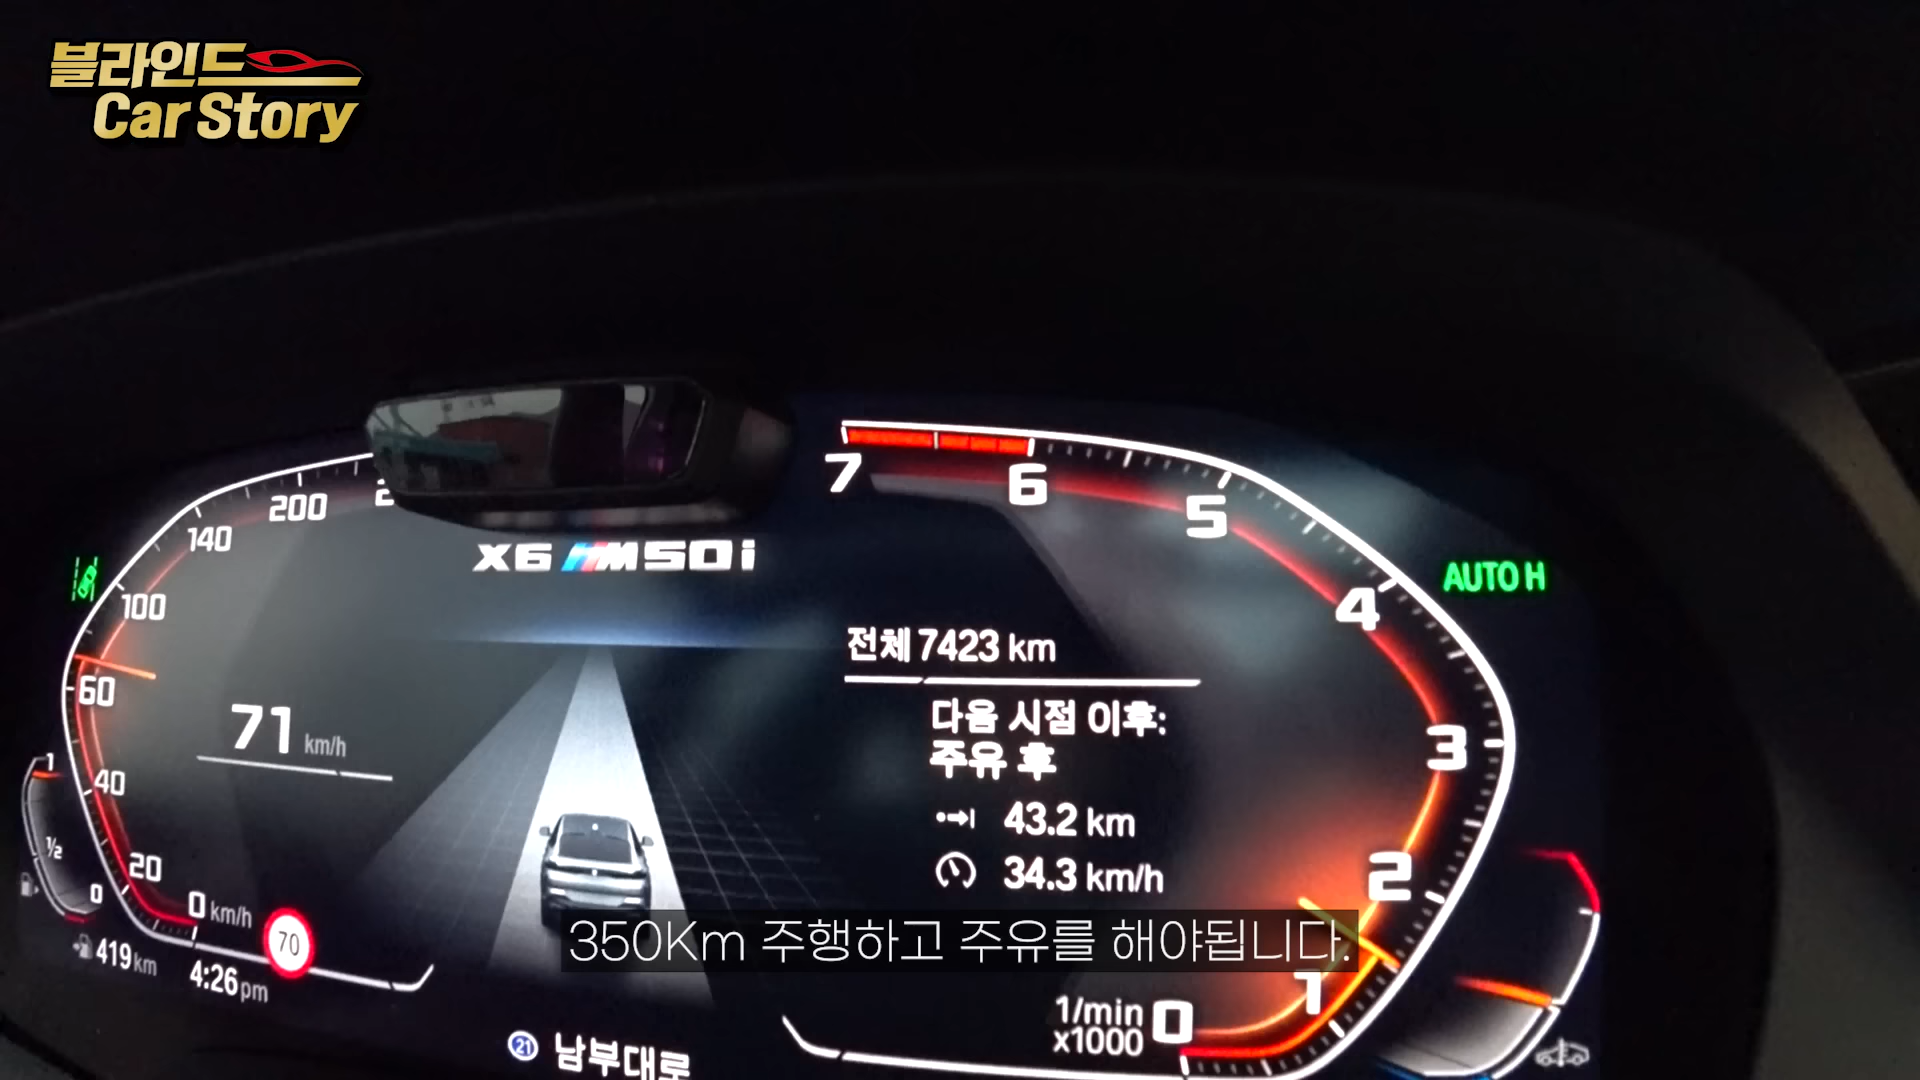 블라인드
Car Story
7
6
5
4
3
2
1
0
1/min
x1000
200
140
100
60
40
20
0 km/h
X6 M50i
AUTO H
전체 7423 km
다음 시점 이후:
주유 후
43.2 km
34.3 km/h
71 km/h
1
½
0
70
419 km
4:26 pm
21 남부대로
350Km 주행하고 주유를 해야됩니다.